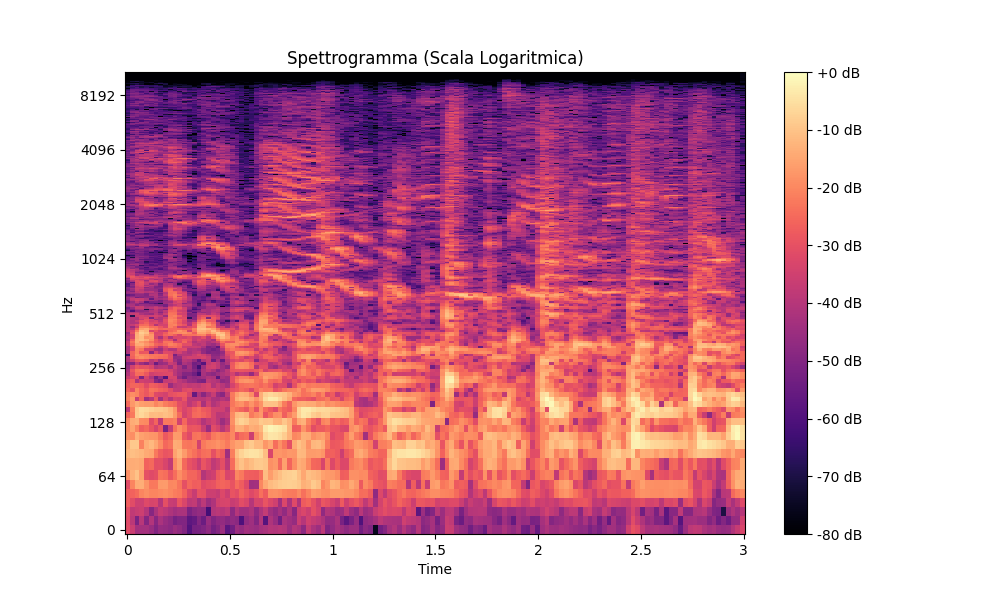 Spettrogramma (Scala Logaritmica)
Hz
8192
4096
2048
1024
512
256
128
64
0
0 0.5 1 1.5 2 2.5 3
Time
+0 dB
-10 dB
-20 dB
-30 dB
-40 dB
-50 dB
-60 dB
-70 dB
-80 dB